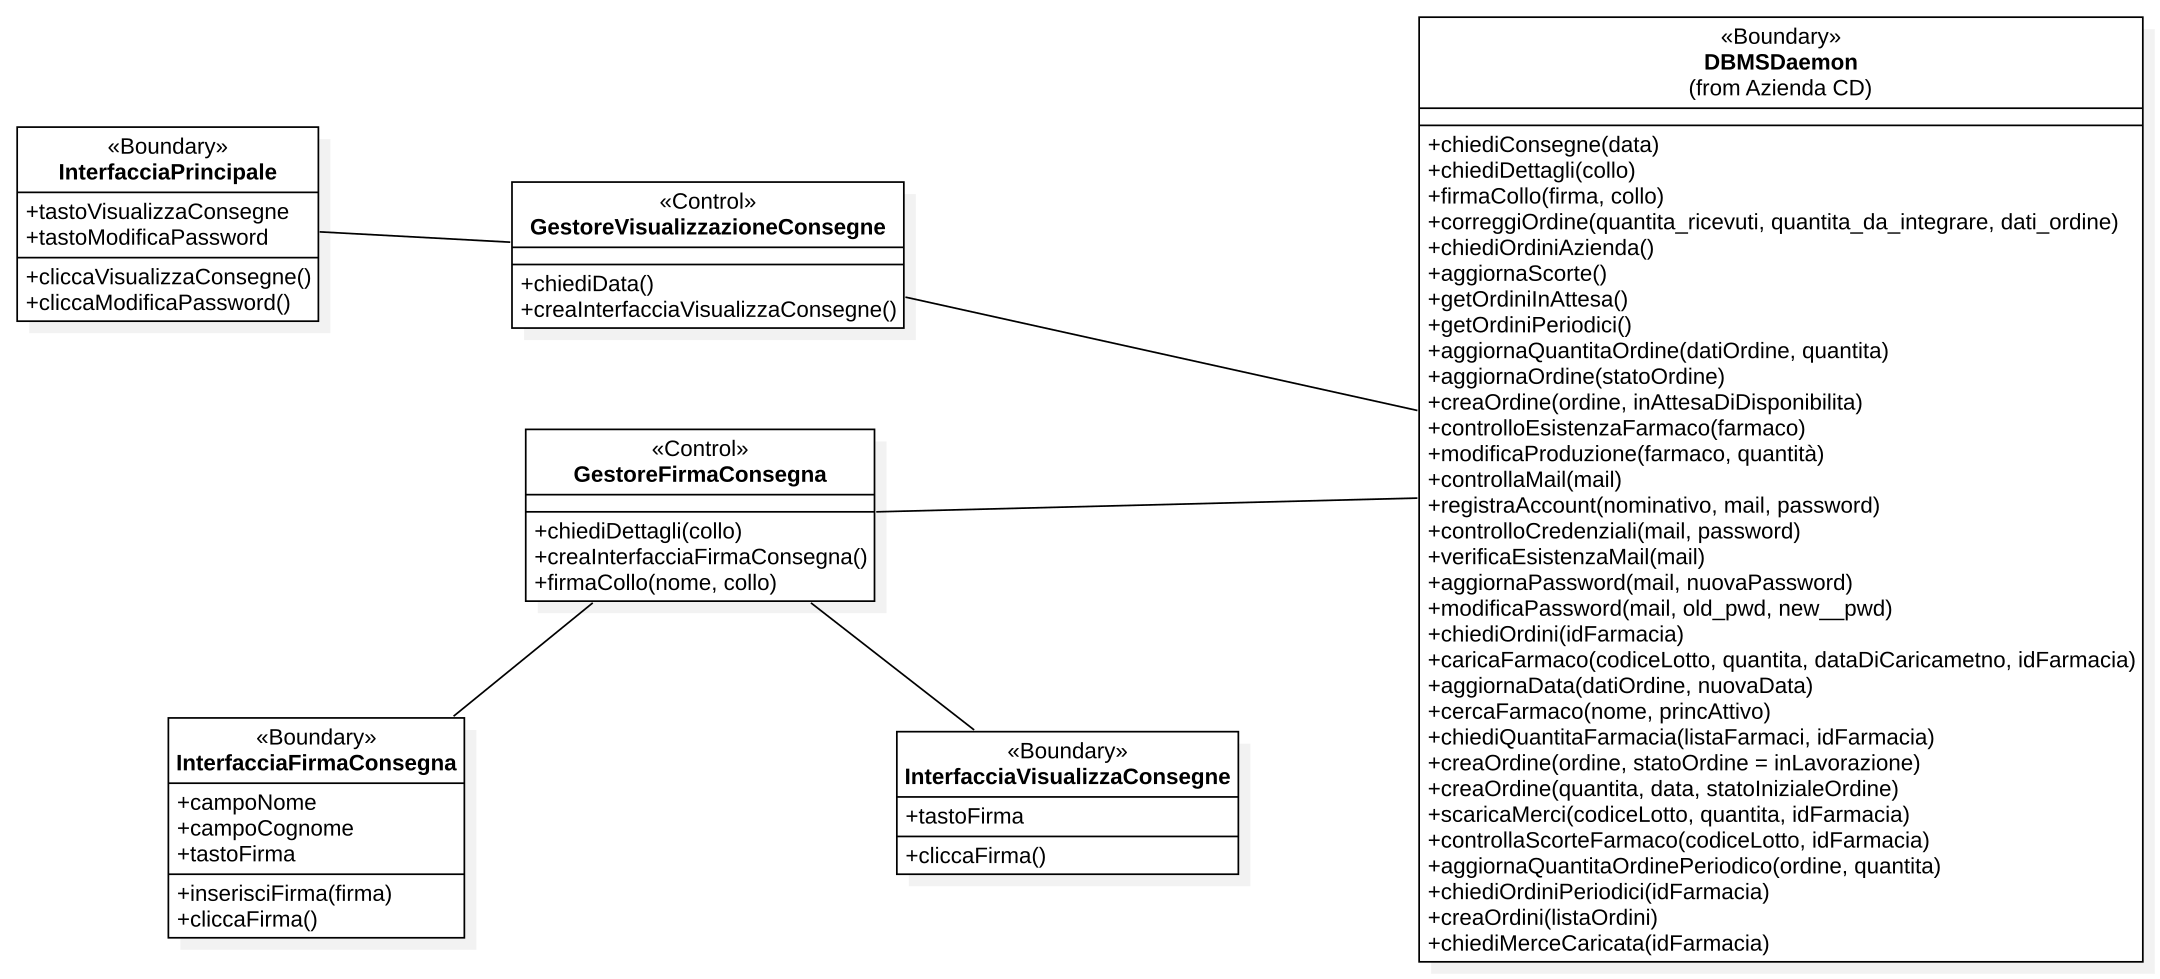 «Boundary»
InterfacciaPrincipale
+tastoVisualizzaConsegne
+tastoModificaPassword
+cliccaVisualizzaConsegne()
+cliccaModificaPassword()
«Control»
GestoreVisualizzazioneConsegne
+chiediData()
+creaInterfacciaVisualizzaConsegne()
«Control»
GestoreFirmaConsegna
+chiediDettagli(collo)
+creaInterfacciaFirmaConsegna()
+firmaCollo(nome, collo)
«Boundary»
InterfacciaFirmaConsegna
+campoNome
+campoCognome
+tastoFirma
+inserisciFirma(firma)
+cliccaFirma()
«Boundary»
InterfacciaVisualizzaConsegne
+tastoFirma
+cliccaFirma()
«Boundary»
DBMSDaemon
(from Azienda CD)
+chiediConsegne(data)
+chiediDettagli(collo)
+firmaCollo(firma, collo)
+correggiOrdine(quantita_ricevuti, quantita_da_integrare, dati_ordine)
+chiediOrdiniAzienda()
+aggiornaScorte()
+getOrdiniInAttesa()
+getOrdiniPeriodici()
+aggiornaQuantitaOrdine(datiOrdine, quantita)
+aggiornaOrdine(statoOrdine)
+creaOrdine(ordine, inAttesaDiDisponibilita)
+controlloEsistenzaFarmaco(farmaco)
+modificaProduzione(farmaco, quantità)
+controllaMail(mail)
+registraAccount(nominativo, mail, password)
+controlloCredenziali(mail, password)
+verificaEsistenzaMail(mail)
+aggiornaPassword(mail, nuovaPassword)
+modificaPassword(mail, old_pwd, new__pwd)
+chiediOrdini(idFarmacia)
+caricaFarmaco(codiceLotto, quantita, dataDiCaricametno, idFarmacia)
+aggiornaData(datiOrdine, nuovaData)
+cercaFarmaco(nome, princAttivo)
+chiediQuantitaFarmacia(listaFarmaci, idFarmacia)
+creaOrdine(ordine, statoOrdine = inLavorazione)
+creaOrdine(quantita, data, statoInizialeOrdine)
+scaricaMerci(codiceLotto, quantita, idFarmacia)
+controllaScorteFarmaco(codiceLotto, idFarmacia)
+aggiornaQuantitaOrdinePeriodico(ordine, quantita)
+chiediOrdiniPeriodici(idFarmacia)
+creaOrdini(listaOrdini)
+chiediMerceCaricata(idFarmacia)